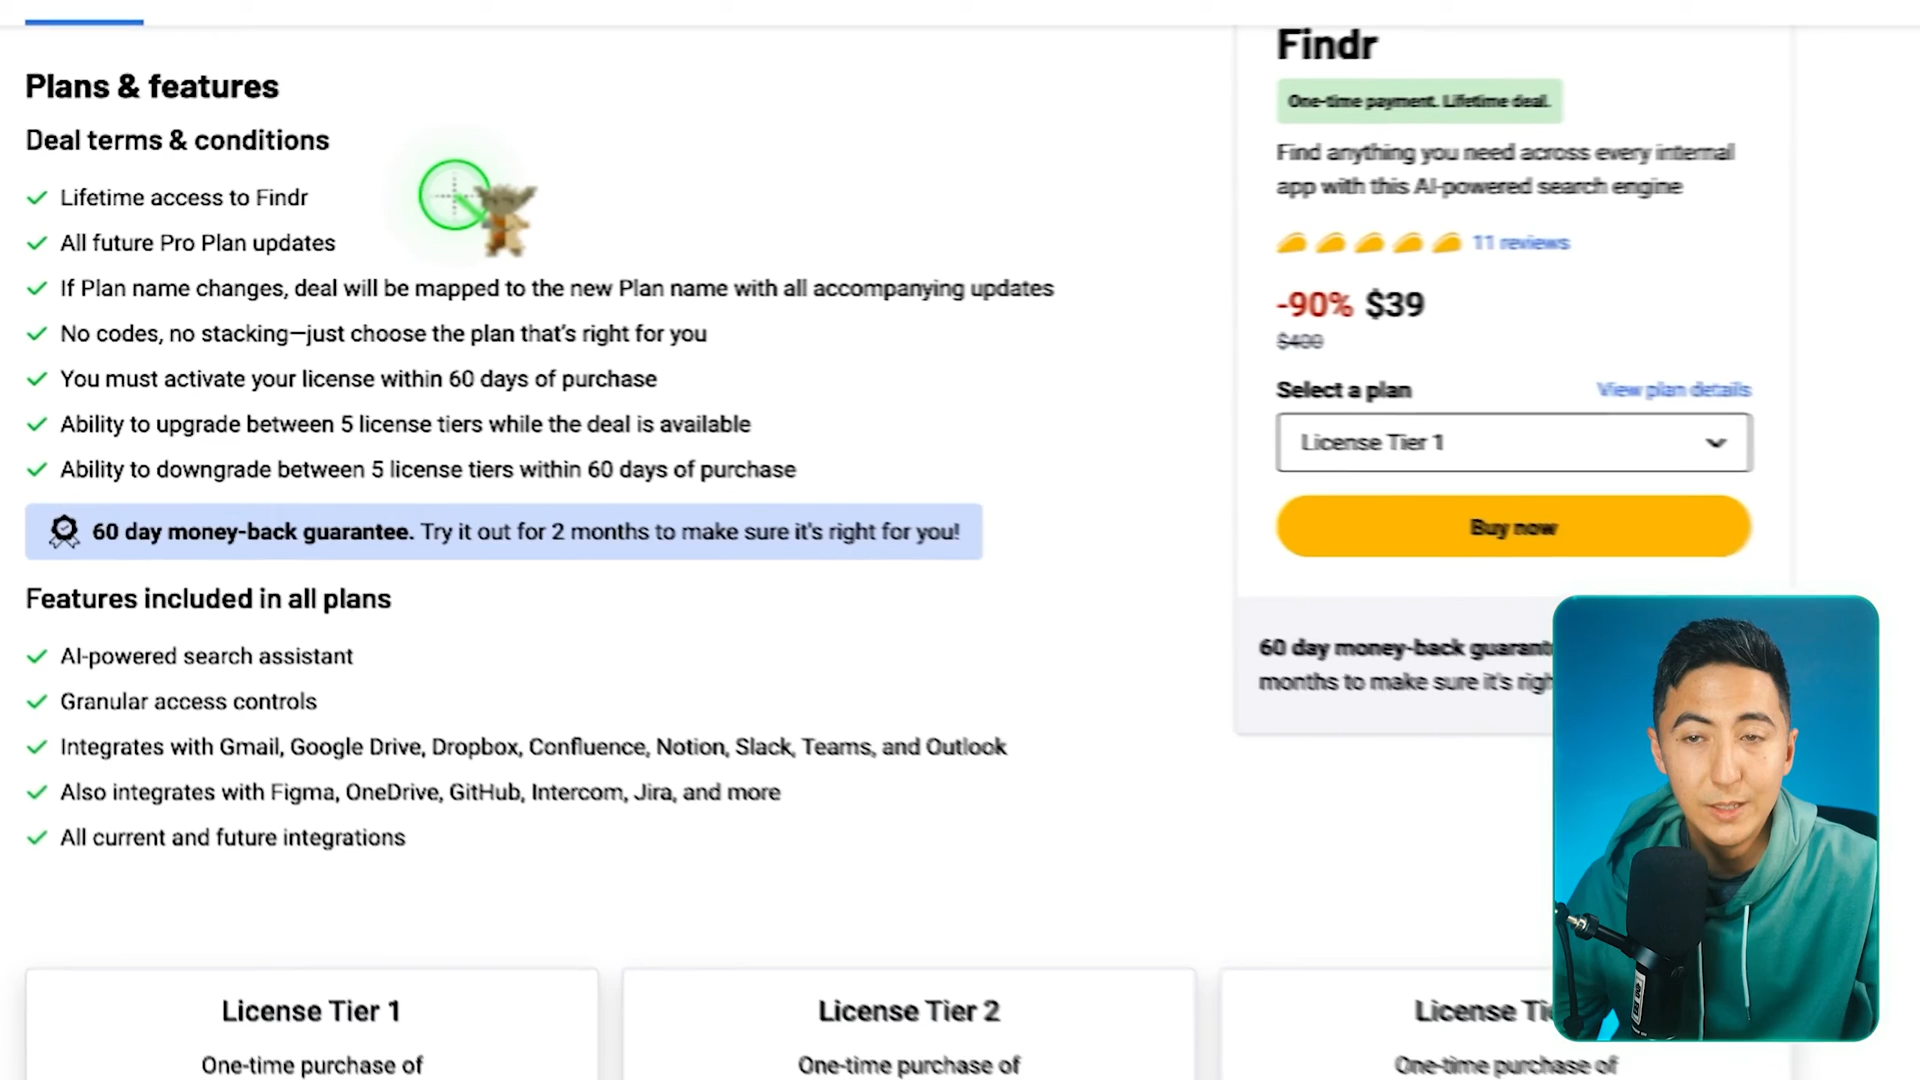 Plans & features
Deal terms & conditions
Lifetime access to Findr
All future Pro Plan updates
If Plan name changes, deal will be mapped to the new Plan name with all accompanying updates
No codes, no stacking—just choose the plan that's right for you
You must activate your license within 60 days of purchase
Ability to upgrade between 5 license tiers while the deal is available
Ability to downgrade between 5 license tiers within 60 days of purchase
60 day money-back guarantee. Try it out for 2 months to make sure it's right for you!
Features included in all plans
AI-powered search assistant
Granular access controls
Integrates with Gmail, Google Drive, Dropbox, Confluence, Notion, Slack, Teams, and Outlook
Also integrates with Figma, OneDrive, GitHub, Intercom, Jira, and more
All current and future integrations
License Tier 1
One-time purchase of
License Tier 2
One-time purchase of
License
One-time purchase of
Findr
One-time payment. Lifetime deal.
Find anything you need across every internal
app with this AI-powered search engine
11 reviews
-90% $39
$400
Select a plan
View plan details
License Tier 1
Buy now
60 day money-back
months to make sure it's